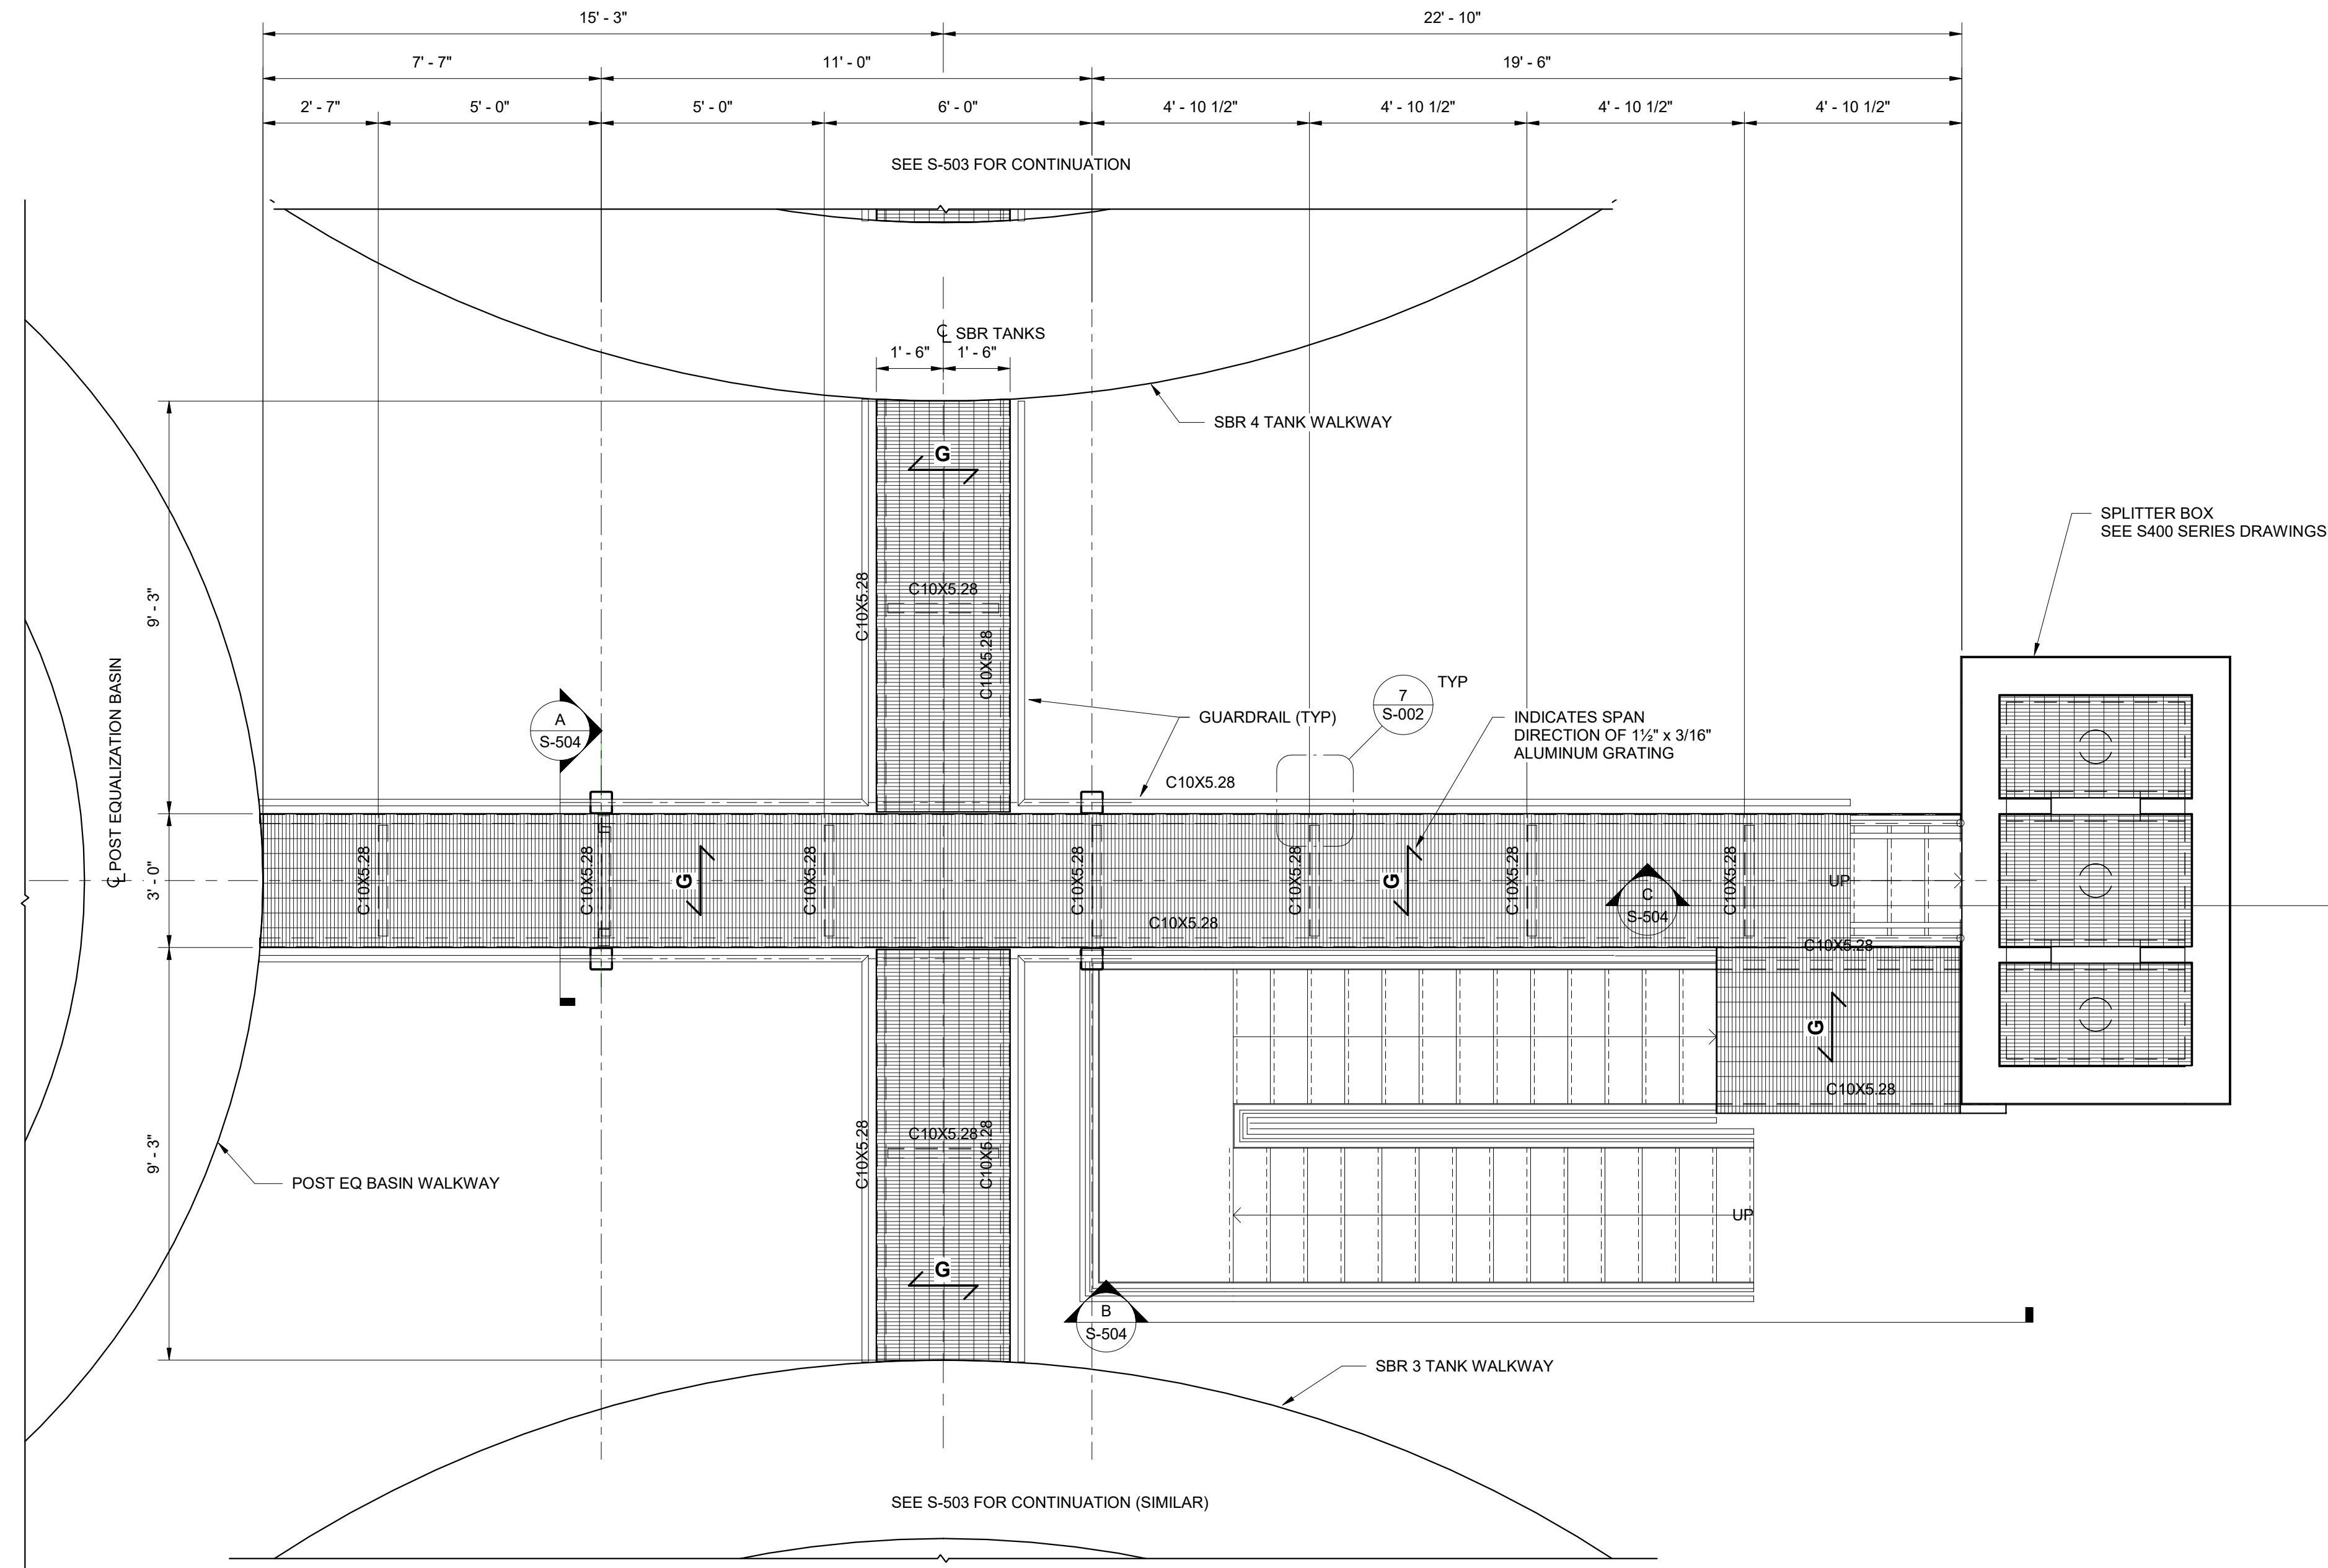 15' - 3"
22' - 10"
7' - 7"
11' - 0"
19' - 6"
2' - 7"
5' - 0"
5' - 0"
6' - 0"
4' - 10 1/2"
4' - 10 1/2"
4' - 10 1/2"
4' - 10 1/2"
SEE S-503 FOR CONTINUATION
℄ SBR TANKS
1' - 6"
1' - 6"
SBR 4 TANK WALKWAY
G
SPLITTER BOX
SEE S400 SERIES DRAWINGS
9' - 3"
C10X5.28
C10X5.28
C10X5.28
℄ POST EQUALIZATION BASIN
A
S-504
GUARDRAIL (TYP)
7
S-002
TYP
INDICATES SPAN
DIRECTION OF 1½" x 3/16"
ALUMINUM GRATING
C10X5.28
3' - 0"
C10X5.28
C10X5.28
G
C10X5.28
C10X5.28
C10X5.28
G
C10X5.28
C
S-504
C10X5.28
UP
C10X5.28
C10X5.28
G
C10X5.28
9' - 3"
C10X5.28
C10X5.28
C10X5.28
POST EQ BASIN WALKWAY
UP
G
B
S-504
SBR 3 TANK WALKWAY
SEE S-503 FOR CONTINUATION (SIMILAR)